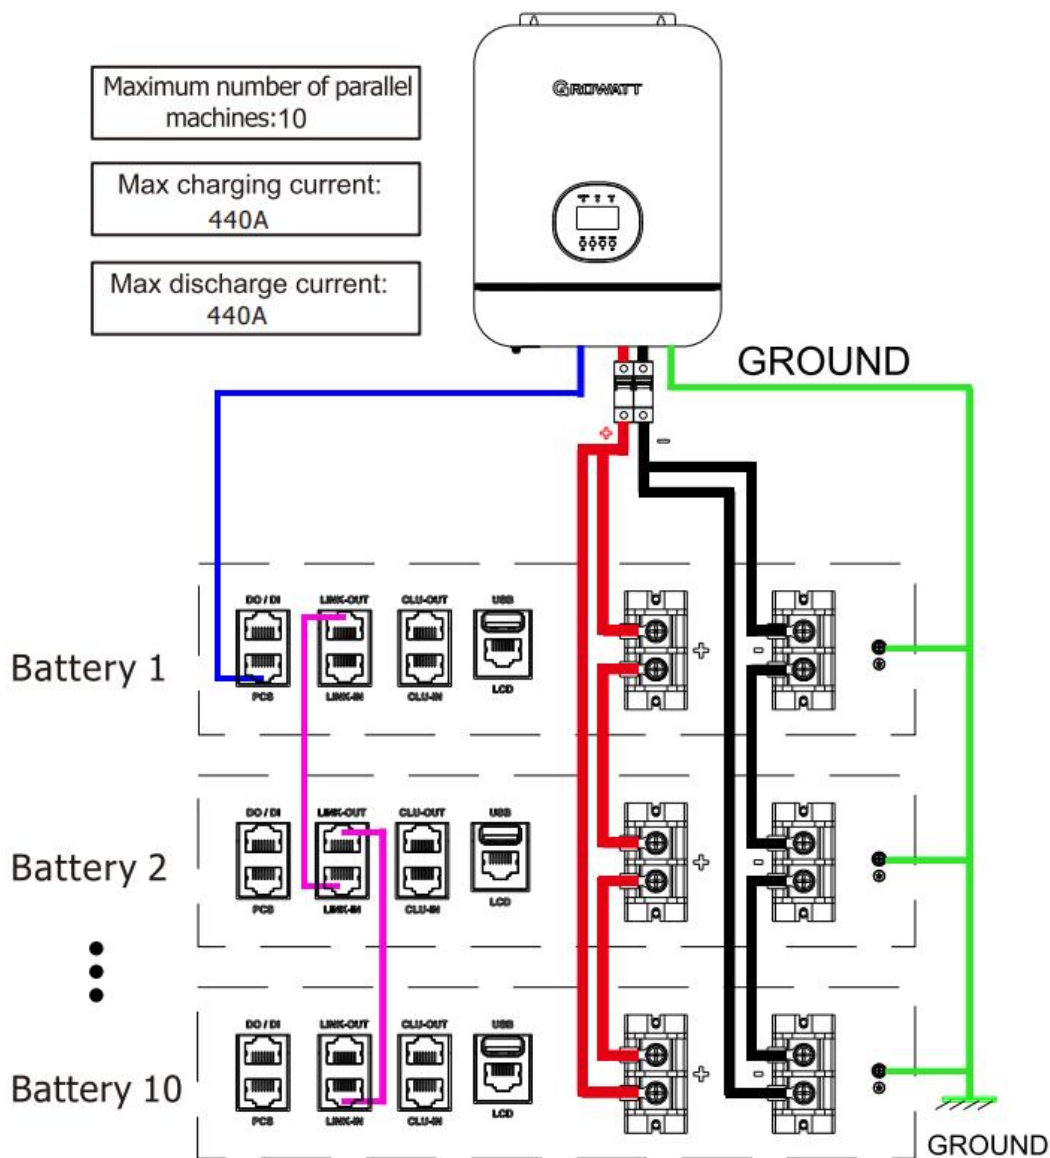 Maximum number of parallel
machines:10
Max charging current:
440A
Max discharge current:
440A
GROWATT
GROUND
+ -
Battery 1
DO / DI LINK-OUT CLU-OUT USB
PCS LINK-IN CLU-IN LCD
+ -
Battery 2
DO / DI LINK-OUT CLU-OUT USB
PCS LINK-IN CLU-IN LCD
+ -
Battery 10
DO / DI LINK-OUT CLU-OUT USB
PCS LINK-IN CLU-IN LCD
+ -
GROUND